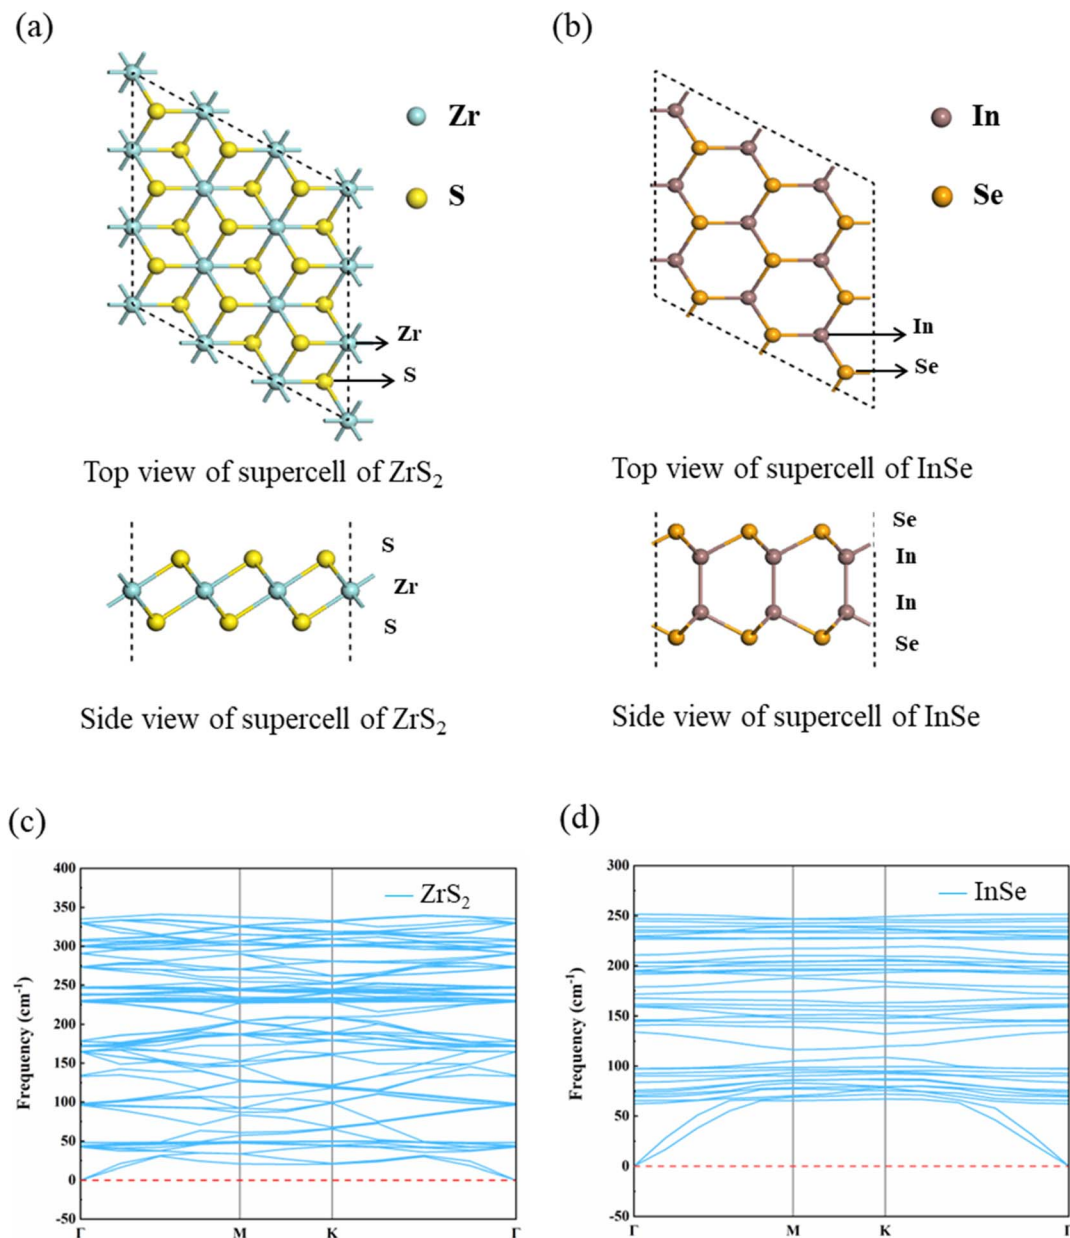 (a)
(b)
Zr
S
In
Se
Zr
S
In
Se
Top view of supercell of ZrS₂
Top view of supercell of InSe
S
Zr
S
Se
In
In
Se
Side view of supercell of ZrS₂
Side view of supercell of InSe
(c)
(d)
400
350
300
250
200
150
100
50
0
-50
Frequency (cm⁻¹)
ZrS₂
Γ M K Γ
300
250
200
150
100
50
0
-50
Frequency (cm⁻¹)
InSe
Γ M K Γ